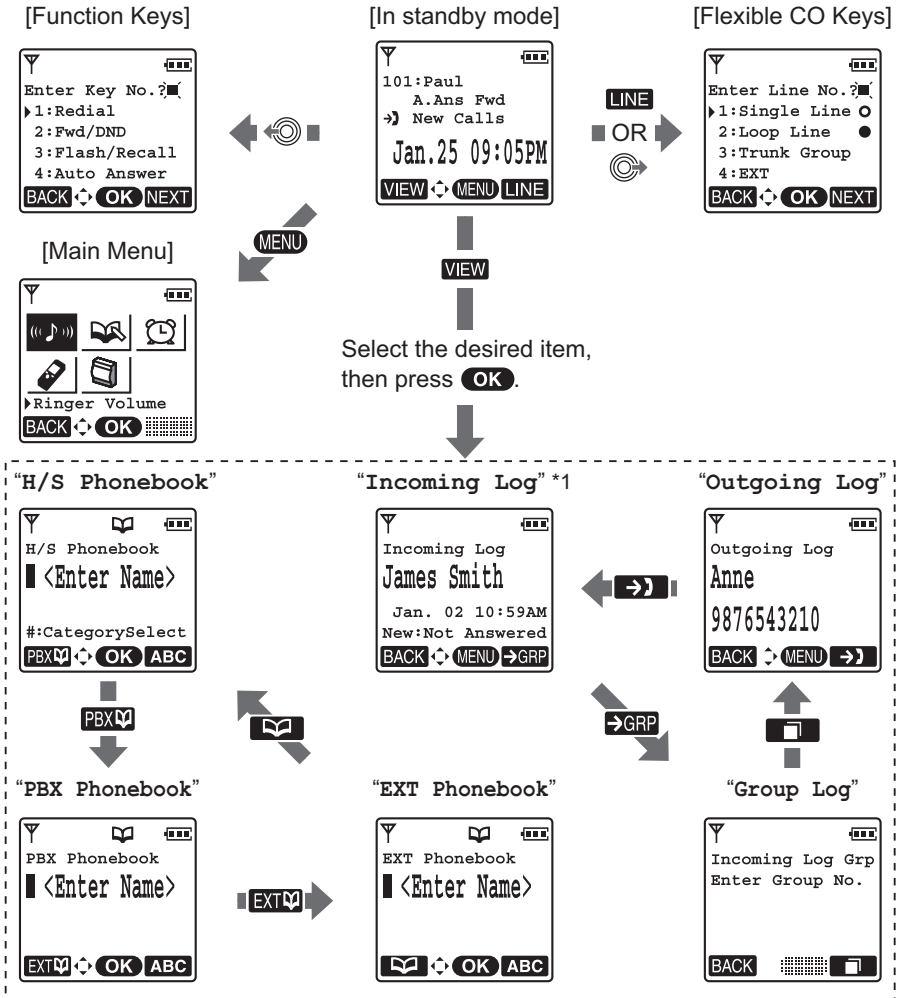 [Function Keys]
[In standby mode]
[Flexible CO Keys]
Enter Key No.?
1:Redial
2:Fwd/DND
3:Flash/Recall
4:Auto Answer
BACK OK NEXT
101:Paul
A.Ans Fwd
New Calls
Jan.25 09:05PM
VIEW MENU LINE
LINE
OR
Enter Line No.?
1:Single Line
2:Loop Line
3:Trunk Group
4:EXT
BACK OK NEXT
MENU
[Main Menu]
Ringer Volume
BACK OK
VIEW
Select the desired item,
then press OK.
“H/S Phonebook”
“Incoming Log” *1
“Outgoing Log”
H/S Phonebook
<Enter Name>
#:CategorySelect
PBX OK ABC
Incoming Log
James Smith
Jan. 02 10:59AM
New:Not Answered
BACK MENU →GRP
Outgoing Log
Anne
9876543210
BACK MENU
PBX
→GRP
“PBX Phonebook”
“EXT Phonebook”
“Group Log”
PBX Phonebook
<Enter Name>
EXT OK ABC
EXT
EXT Phonebook
<Enter Name>
OK ABC
Incoming Log Grp
Enter Group No.
BACK